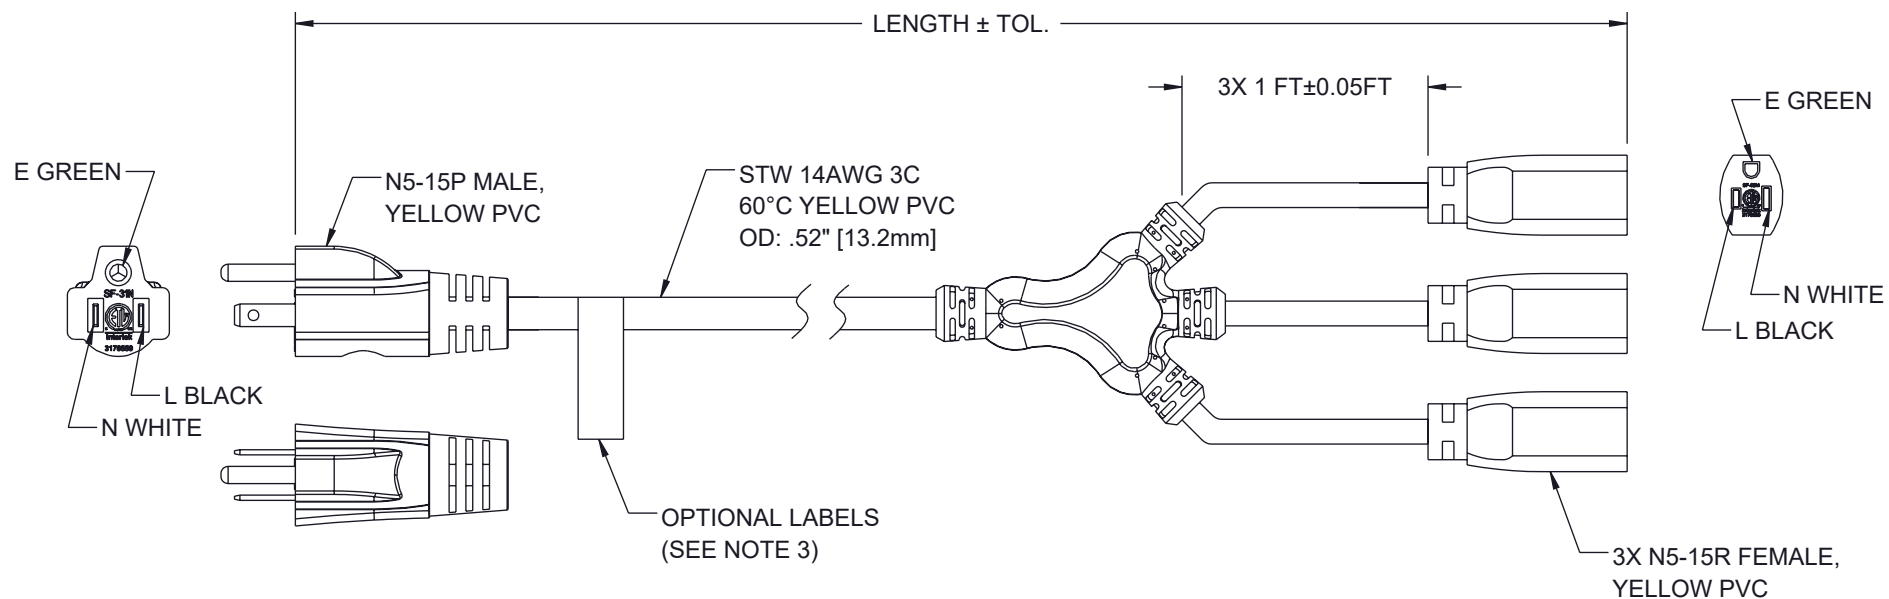 LENGTH ± TOL.
3X 1 FT±0.05FT
E GREEN
E GREEN
N5-15P MALE,
YELLOW PVC
STW 14AWG 3C
60°C YELLOW PVC
OD: .52" [13.2mm]
SF-31N
Intertek
N WHITE
L BLACK
L BLACK
N WHITE
OPTIONAL LABELS
(SEE NOTE 3)
3X N5-15R FEMALE,
YELLOW PVC